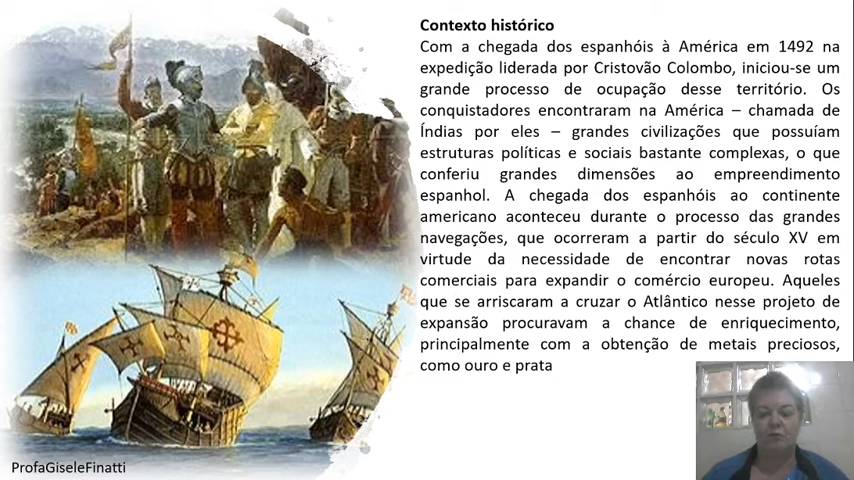 Contexto histórico
Com a chegada dos espanhóis à América em 1492 na
expedição liderada por Cristovão Colombo, iniciou-se um
grande processo de ocupação desse território. Os
conquistadores encontraram na América – chamada de
Índias por eles – grandes civilizações que possuíam
estruturas políticas e sociais bastante complexas, o que
conferiu grandes dimensões ao empreendimento
espanhol. A chegada dos espanhóis ao continente
americano aconteceu durante o processo das grandes
navegações, que ocorreram a partir do século XV em
virtude da necessidade de encontrar novas rotas
comerciais para expandir o comércio europeu. Aqueles
que se arriscaram a cruzar o Atlântico nesse projeto de
expansão procuravam a chance de enriquecimento,
principalmente com a obtenção de metais preciosos,
como ouro e prata
ProfaGiseleFinatti